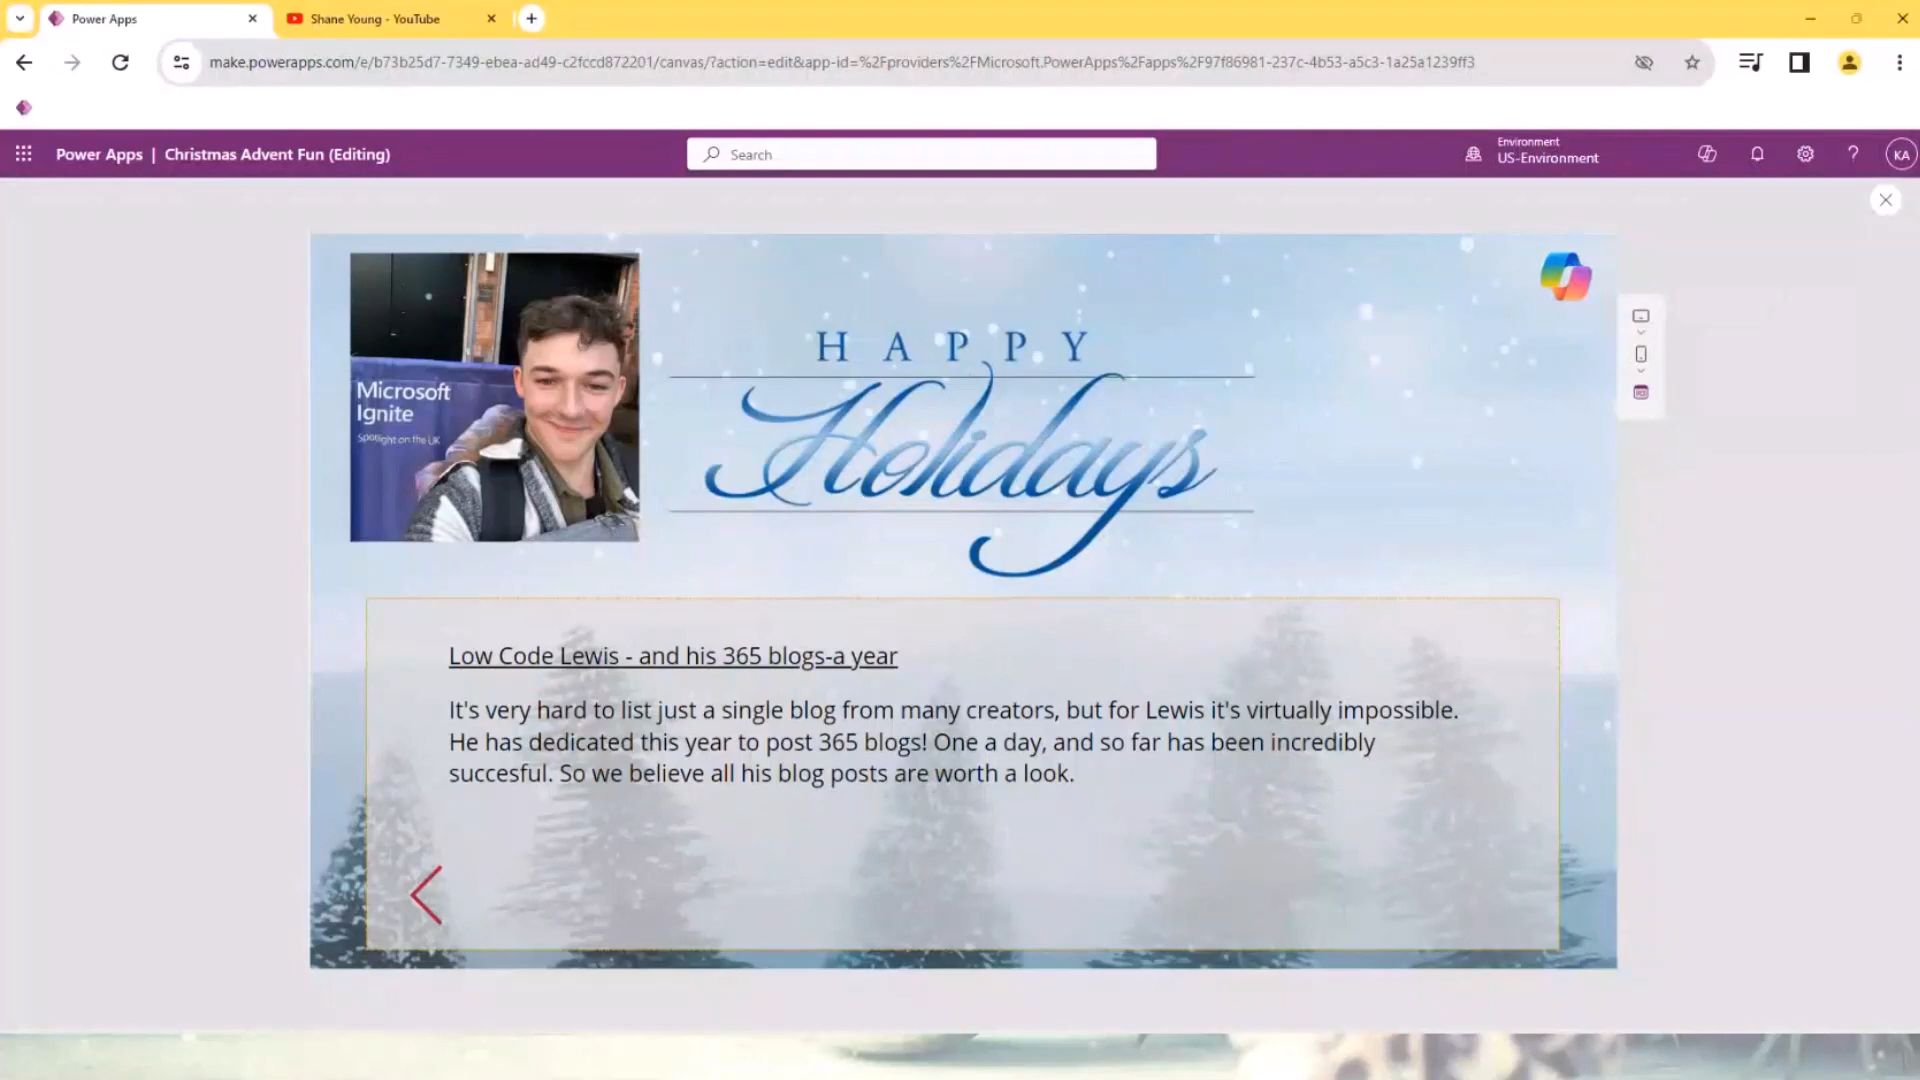 Power Apps
Shane Young - YouTube
make.powerapps.com/e/b73b25d7-7349-ebea-ad49-c2fccd872201/canvas/?action=edit&app-id=%2Fproviders%2FMicrosoft.PowerApps%2Fapps%2F97f86981-237c-4b53-a5c3-1a25a1239ff3
Power Apps | Christmas Advent Fun (Editing)
Search
Environment
US-Environment
KA
Microsoft
Ignite
Spotlight on the UK
HAPPY
Holidays
Low Code Lewis - and his 365 blogs-a year
It's very hard to list just a single blog from many creators, but for Lewis it's virtually impossible.
He has dedicated this year to post 365 blogs! One a day, and so far has been incredibly
succesful. So we believe all his blog posts are worth a look.